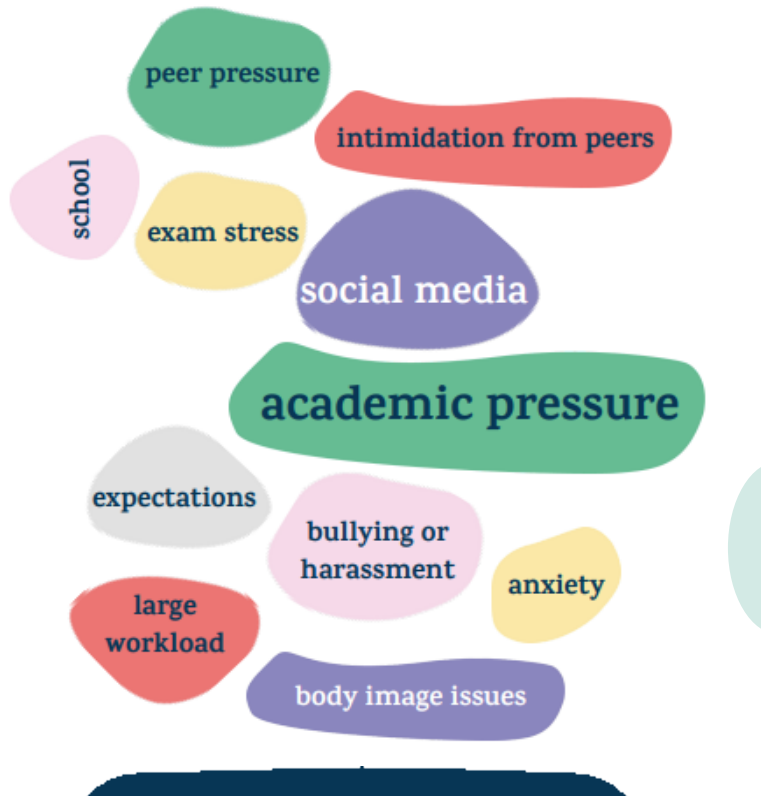 peer pressure
intimidation from peers
school
exam stress
social media
academic pressure
expectations
bullying or
harassment
anxiety
large
workload
body image issues